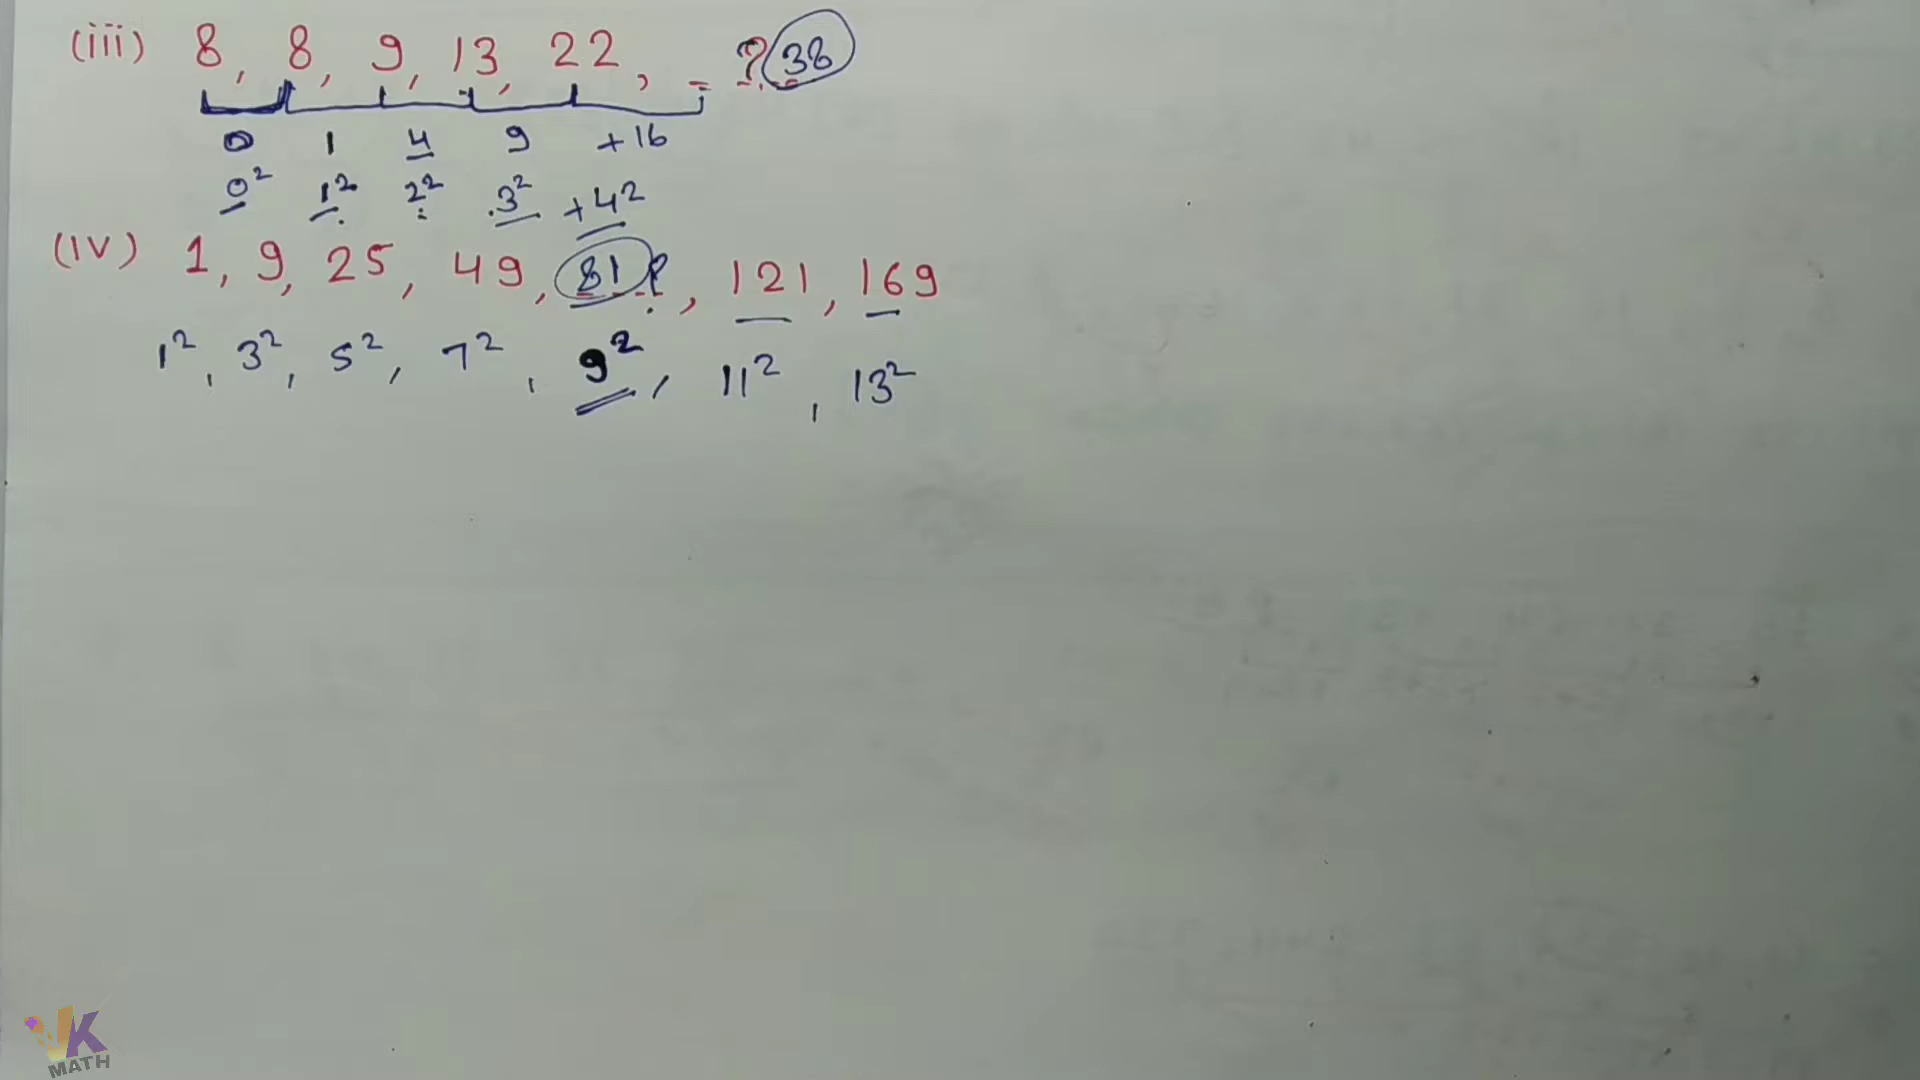 (iii) 8, 8, 9, 13, 22, - ? 38
0 1 4 9 +16
0² 1² 2² 3² +4²
(iv) 1, 9, 25, 49, 81?, 121, 169
1², 3², 5², 7², 9², 11², 13²
VK
MATH